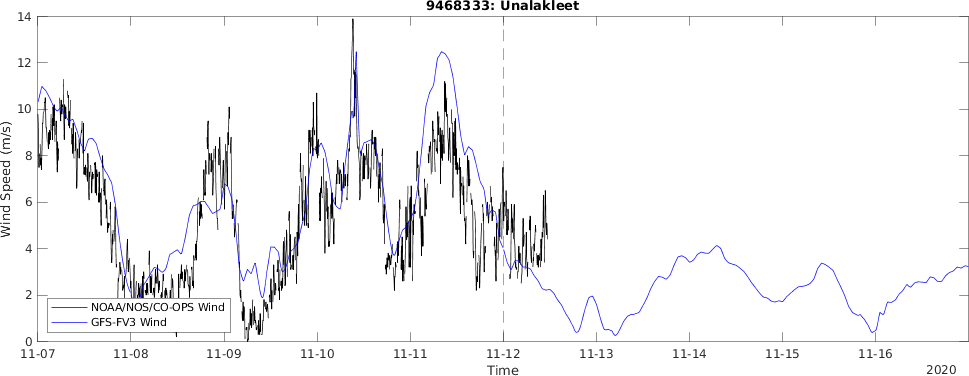 9468333: Unalakleet
14
12
10
8
6
4
2
0
Wind Speed (m/s)
NOAA/NOS/CO-OPS Wind
GFS-FV3 Wind
11-07 11-08 11-09 11-10 11-11 11-12 11-13 11-14 11-15 11-16
Time
2020